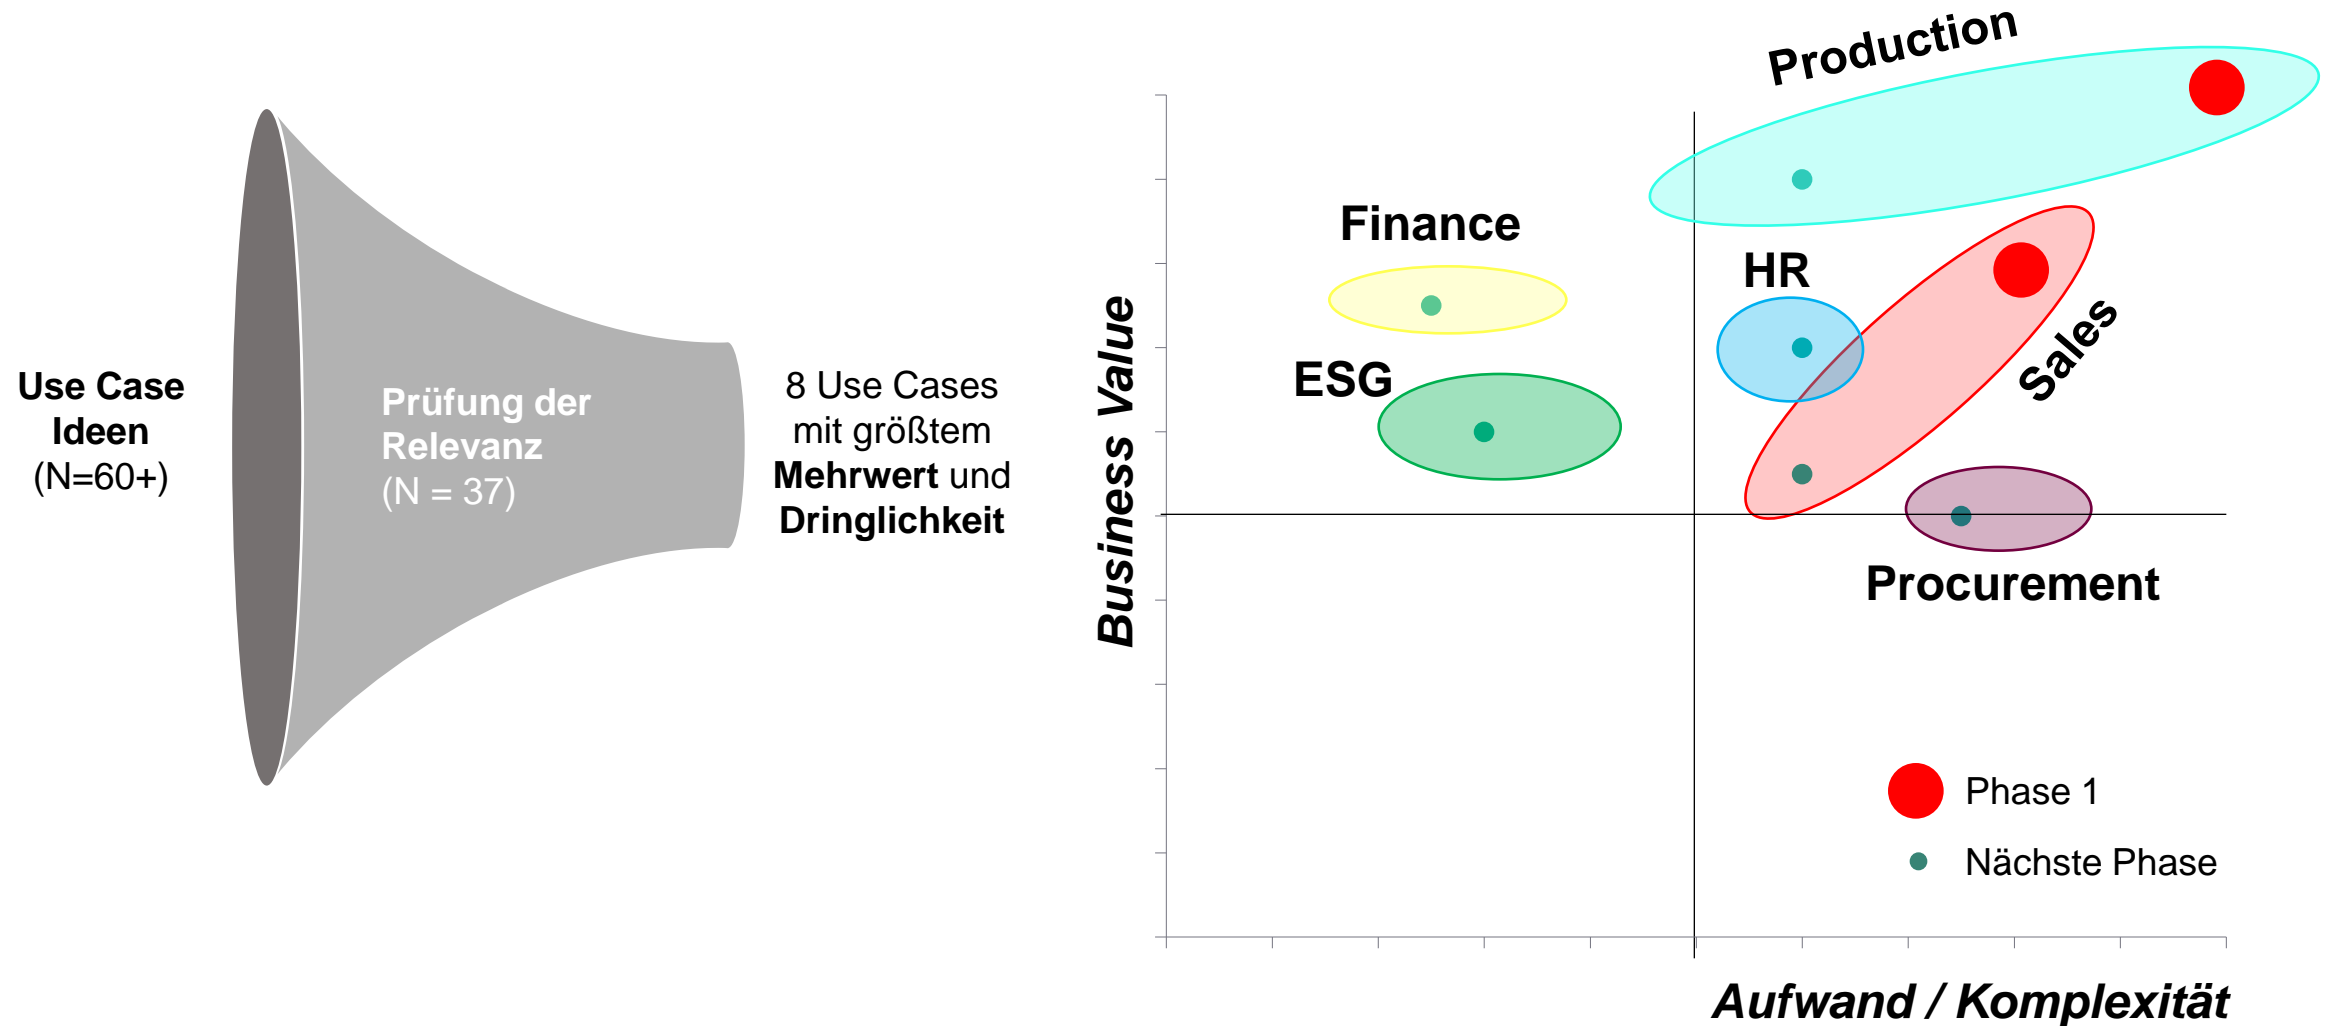 Use Case
Ideen
(N=60+)
Prüfung der
Relevanz
(N = 37)
8 Use Cases
mit größtem
Mehrwert und
Dringlichkeit
Business Value
Production
Finance
HR
ESG
Sales
Procurement
Phase 1
Nächste Phase
Aufwand / Komplexität